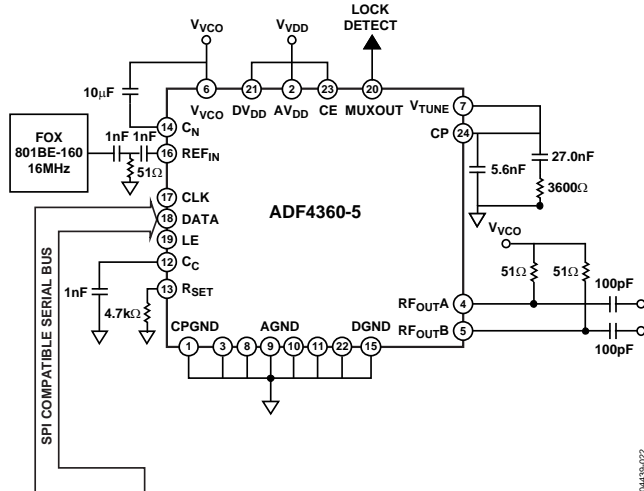 LOCK
DETECT
VVCO
VVDD
10µF
6
21
2
23
20
VVCO
DVDD
AVDD
CE
MUXOUT
VTUNE
7
CP
24
14
CN
FOX
801BE-160
16MHz
1nF
1nF
16
REFIN
51Ω
27.0nF
5.6nF
3600Ω
17
CLK
18
DATA
19
LE
ADF4360-5
12
CC
13
RSET
1nF
4.7kΩ
VVCO
51Ω
51Ω
100pF
RFOUTA
4
RFOUTB
5
100pF
CPGND
AGND
DGND
1
3
8
9
10
11
22
15
SPI COMPATIBLE SERIAL BUS
04439-022